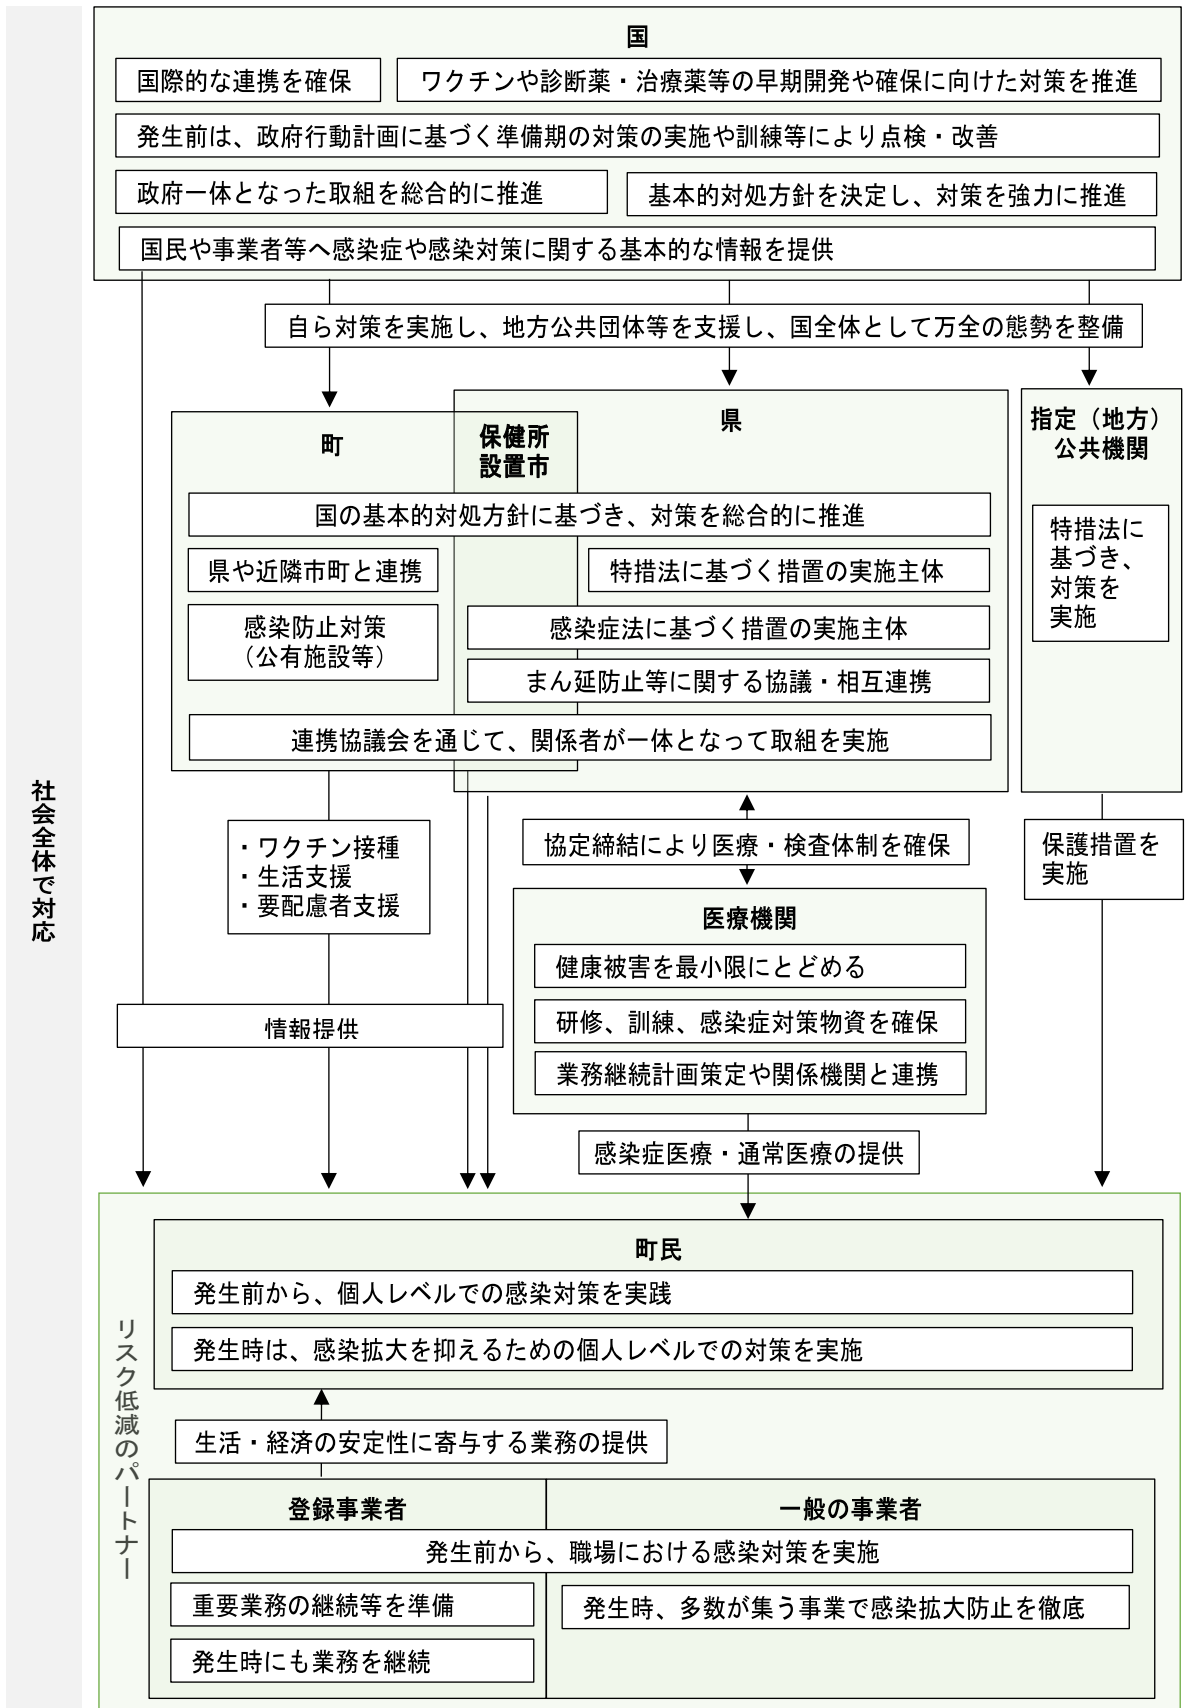 社会全体で対応
国
国際的な連携を確保
ワクチンや診断薬・治療薬等の早期開発や確保に向けた対策を推進
発生前は、政府行動計画に基づく準備期の対策の実施や訓練等により点検・改善
政府一体となった取組を総合的に推進
基本的対処方針を決定し、対策を強力に推進
国民や事業者等へ感染症や感染対策に関する基本的な情報を提供
自ら対策を実施し、地方公共団体等を支援し、国全体として万全の態勢を整備
町
保健所
設置市
県
国の基本的対処方針に基づき、対策を総合的に推進
県や近隣市町と連携
特措法に基づく措置の実施主体
感染防止対策
（公有施設等）
感染症法に基づく措置の実施主体
まん延防止等に関する協議・相互連携
連携協議会を通じて、関係者が一体となって取組を実施
指定（地方）
公共機関
特措法に
基づき、
対策を
実施
・ワクチン接種
・生活支援
・要配慮者支援
協定締結により医療・検査体制を確保
保護措置を
実施
医療機関
健康被害を最小限にとどめる
研修、訓練、感染症対策物資を確保
業務継続計画策定や関係機関と連携
情報提供
感染症医療・通常医療の提供
リスク低減のパートナー
町民
発生前から、個人レベルでの感染対策を実践
発生時は、感染拡大を抑えるための個人レベルでの対策を実施
生活・経済の安定性に寄与する業務の提供
登録事業者
一般の事業者
発生前から、職場における感染対策を実施
重要業務の継続等を準備
発生時、多数が集う事業で感染拡大防止を徹底
発生時にも業務を継続